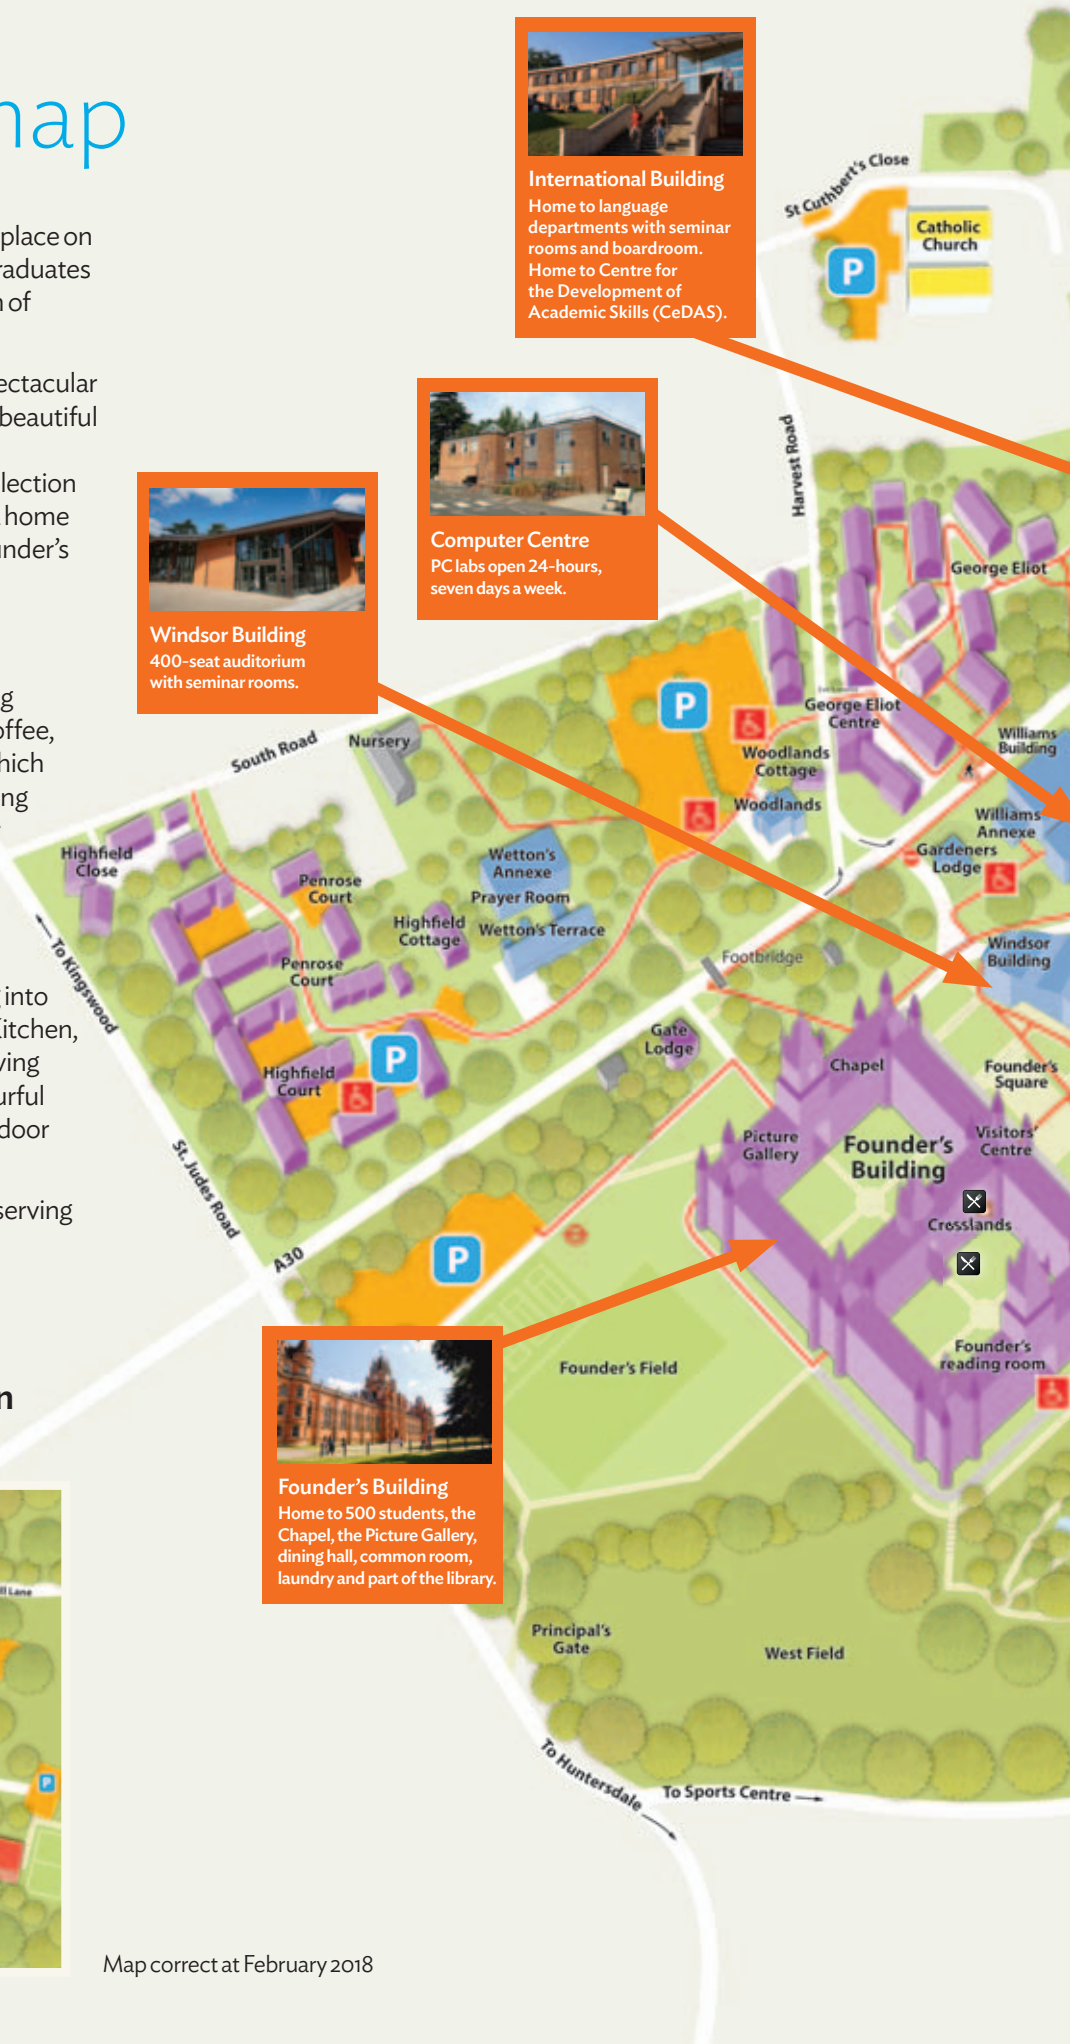 map
place on
raduates
of
ectacular
beautiful
lection
home
under's
g
offee,
hich
ng
into
Kitchen,
ving
urful
door
serving
n
International Building
Home to language
departments with seminar
rooms and boardroom.
Home to Centre for
the Development of
Academic Skills (CeDAS).
Computer Centre
PC labs open 24-hours,
seven days a week.
Windsor Building
400-seat auditorium
with seminar rooms.
Founder's Building
Home to 500 students, the
Chapel, the Picture Gallery,
dining hall, common room,
laundry and part of the library.
St Cuthbert's Close
Catholic
Church
P
Harvest Road
George Eliot
P
George Eliot
Centre
Williams
Building
South Road
Nursery
Woodlands
Cottage
Woodlands
Williams
Annexe
Gardeners
Lodge
Highfield
Close
Wetton's
Annexe
Penrose
Court
Prayer Room
Highfield
Cottage
Wetton's Terrace
To Kingswood
Penrose
Court
Footbridge
Windsor
Building
P
Gate
Lodge
Highfield
Court
Chapel
Founder's
Square
Picture
Gallery
Founder's
Building
Visitors'
Centre
St. Judes Road
Crosslands
A30
P
Founder's Field
Founder's
reading room
Principal's
Gate
West Field
To Huntersdale
To Sports Centre
ll Lane
P
Map correct at February 2018